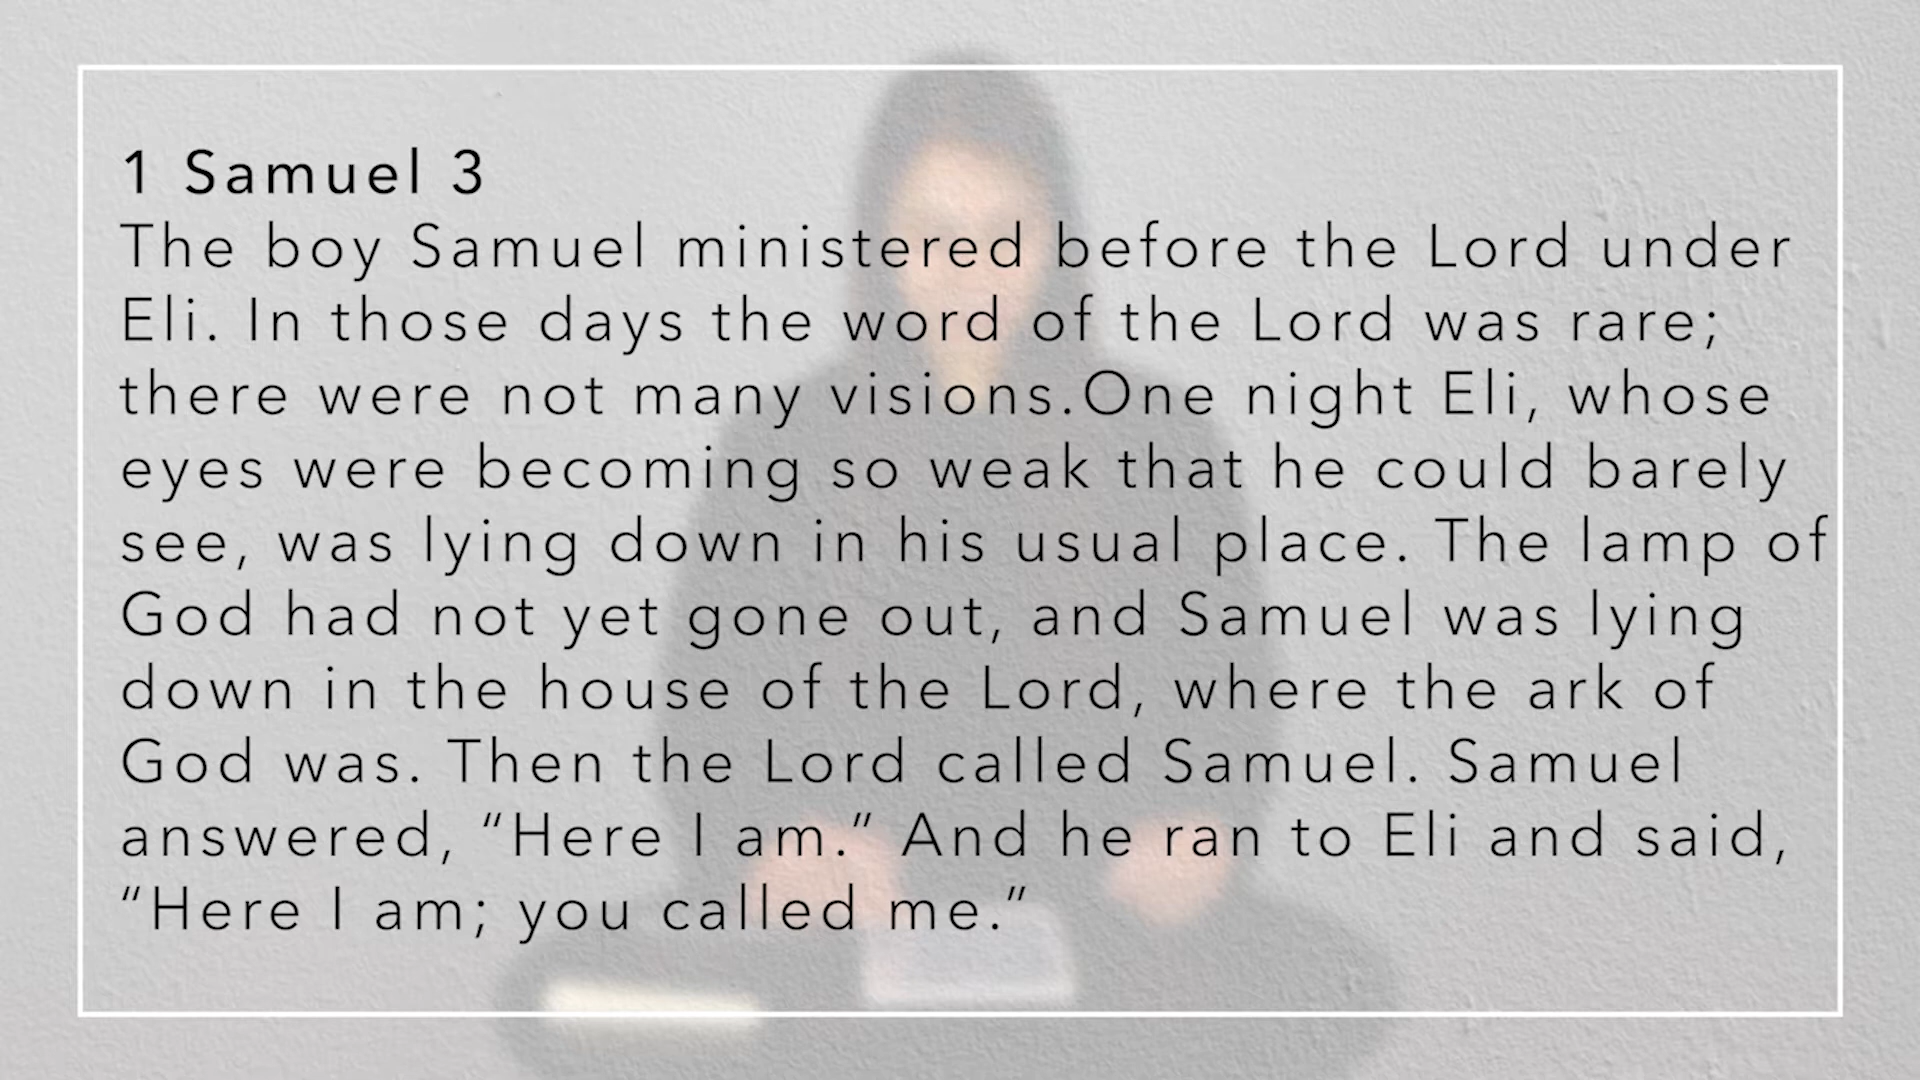 1 Samuel 3
The boy Samuel ministered before the Lord under
Eli. In those days the word of the Lord was rare;
there were not many visions.One night Eli, whose
eyes were becoming so weak that he could barely
see, was lying down in his usual place. The lamp of
God had not yet gone out, and Samuel was lying
down in the house of the Lord, where the ark of
God was. Then the Lord called Samuel. Samuel
answered, “Here I am.” And he ran to Eli and said,
“Here I am; you called me.”